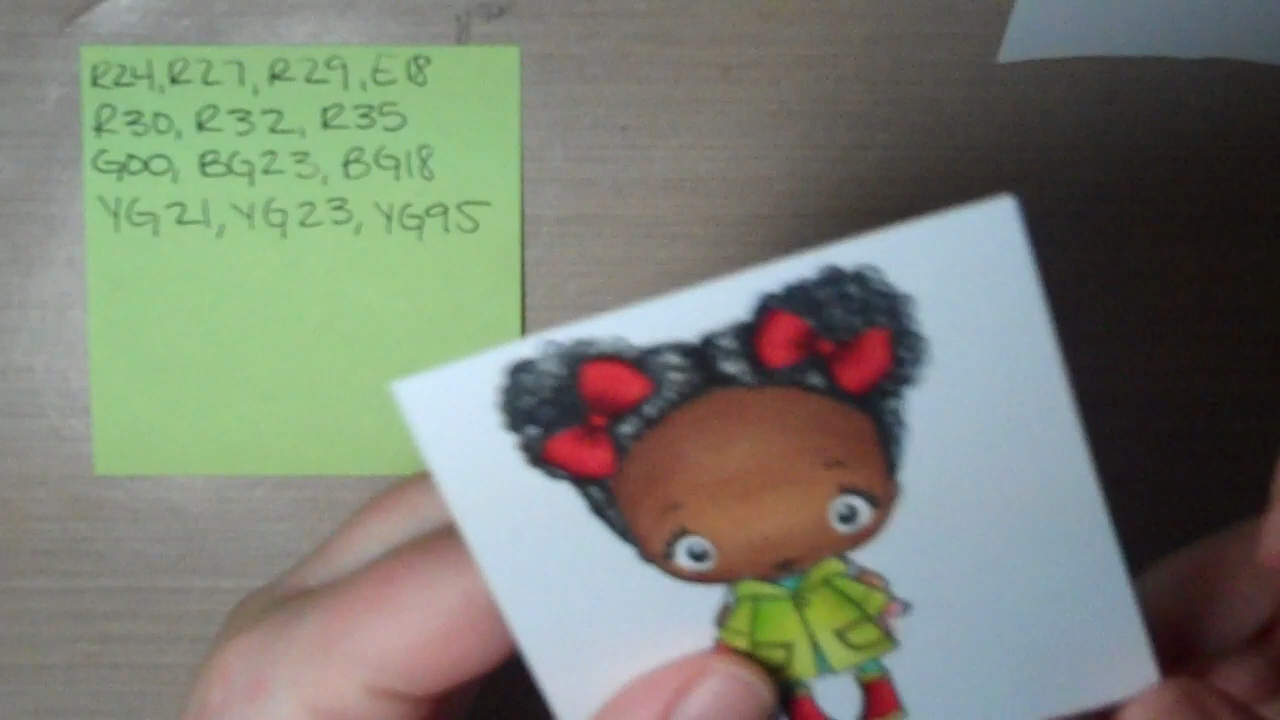 R24, R27, R29, E18
R30, R32, R35
G00, BG23, BG18
YG21, YG23, YG95